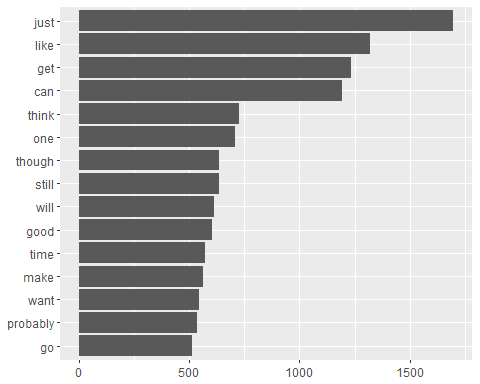 just
like
get
can
think
one
though
still
will
good
time
make
want
probably
go
0 500 1000 1500